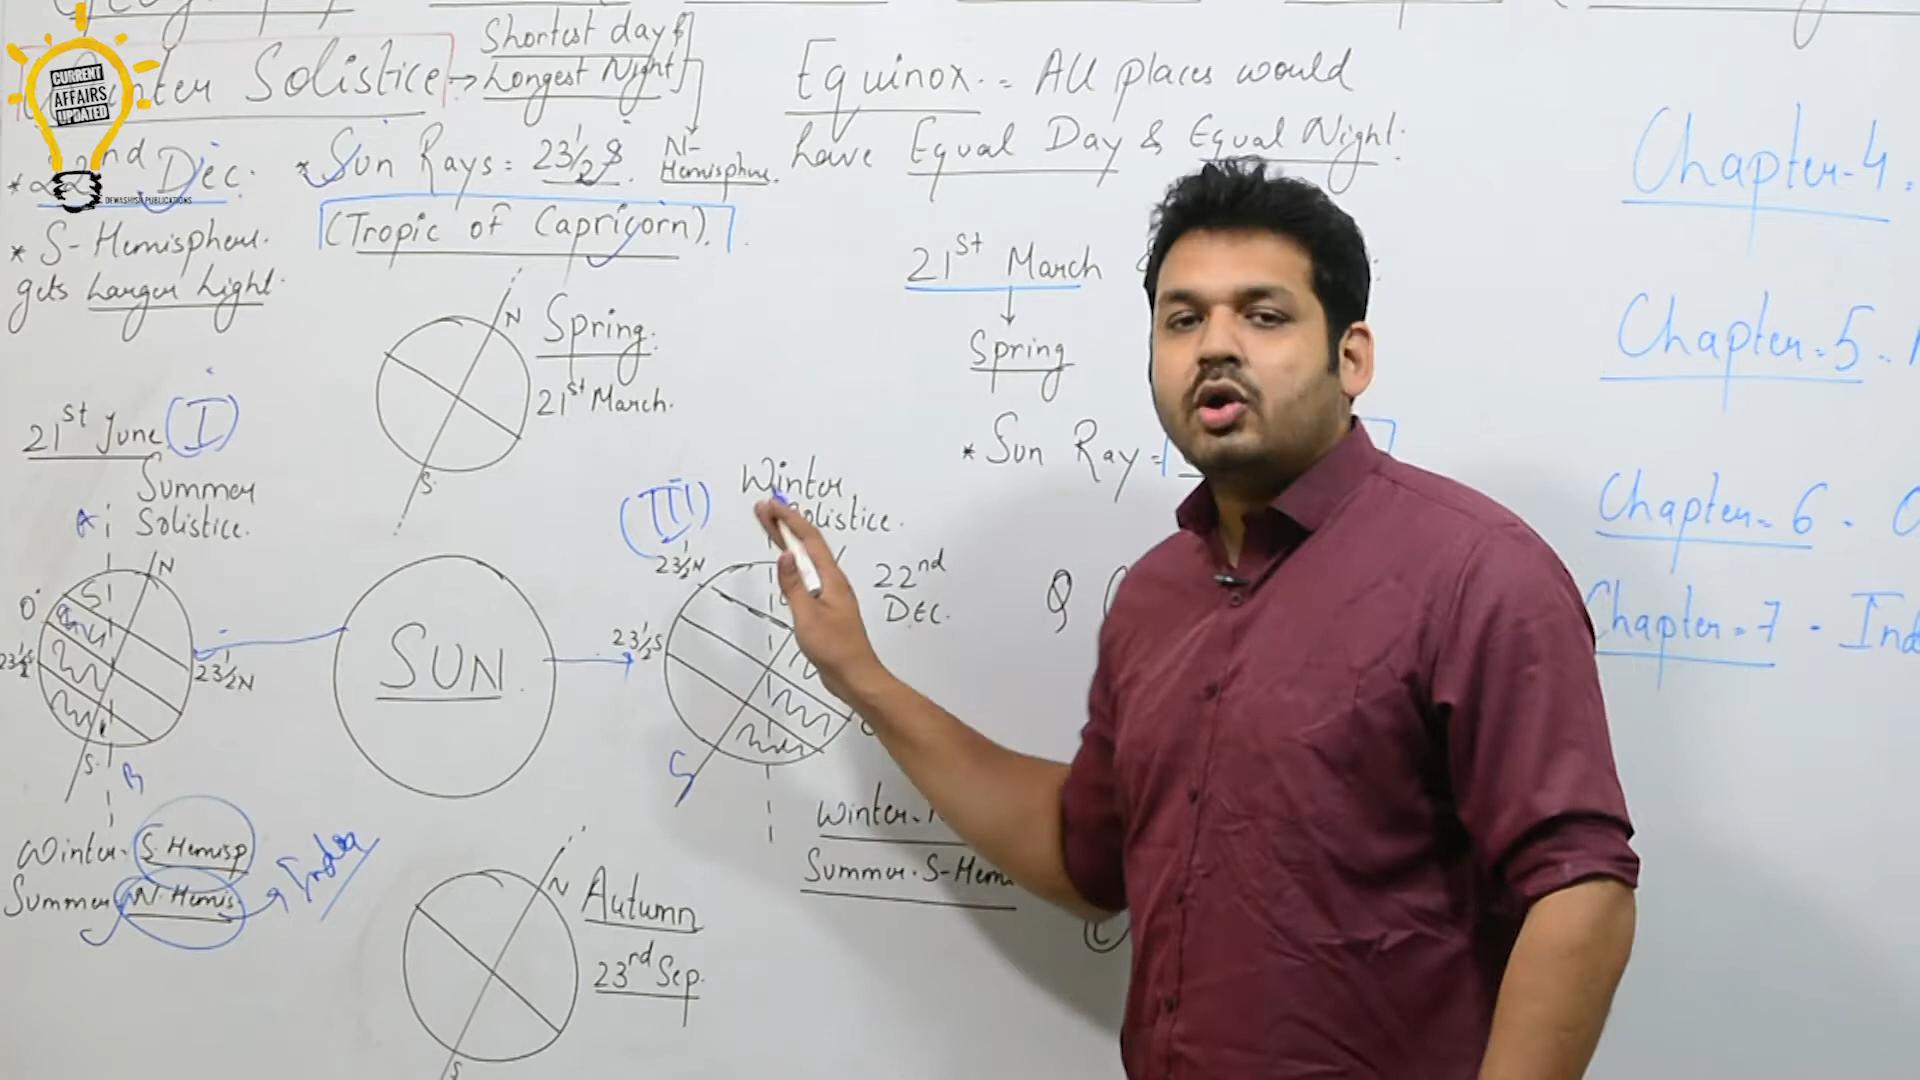 CURRENT
AFFAIRS
UPDATED
DEWASHISH PUBLICATIONS
Solistice → Shortest day &
Longest Night
N-
Hemisphere.
* 22nd Dec. * Sun Rays = 23½ S.
(Tropic of Capricorn).
* S-Hemisphere.
gets Larger Light.
Equinox. = All places would
have Equal Day & Equal Night.
21st March &
Spring
* Sun Ray =
Chapter-4.
Chapter-5.
Chapter-6.
Chapter-7 - Ind
N
Spring.
21st March.
S.
21st June (I)
Summer
Solistice.
N
S
0°
23½S
23½N
S.
B
Winter. S. Hemisp
Summer N. Hemis. → India
SUN
(III) Winter
Solistice.
22nd
DEC.
23½N
23½S
S
Winter.
Summer. S-Hem
N
Autumn
23rd Sep.
S
Q
(C)